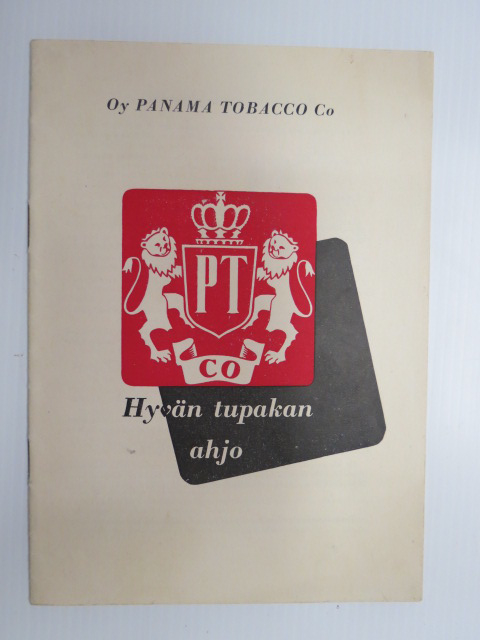 Oy PANAMA TOBACCO Co
PT
CO
Hyvän tupakan
ahjo